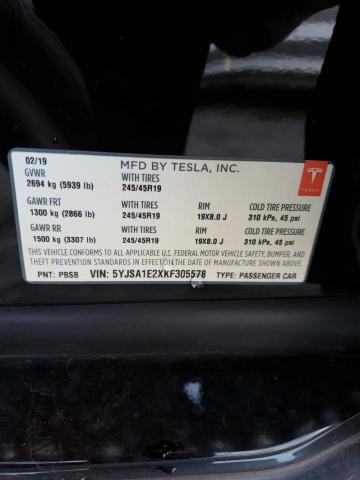 02/19 MFD BY TESLA, INC.
GVWR WITH TIRES
2694 kg (5939 lb) 245/45R19
GAWR FRT WITH TIRES RIM COLD TIRE PRESSURE
1300 kg (2866 lb) 245/45R19 19X8.0 J 310 kPa, 45 psi
GAWR RR WITH TIRES RIM COLD TIRE PRESSURE
1500 kg (3307 lb) 245/45R19 19X8.0 J 310 kPa, 45 psi
THIS VEHICLE CONFORMS TO ALL APPLICABLE U.S. FEDERAL MOTOR VEHICLE SAFETY, BUMPER, AND
THEFT PREVENTION STANDARDS IN EFFECT ON THE DATE OF MANUFACTURE SHOWN ABOVE.
PNT: PBSB VIN: 5YJSA1E2XKF305578 TYPE: PASSENGER CAR
TESLA